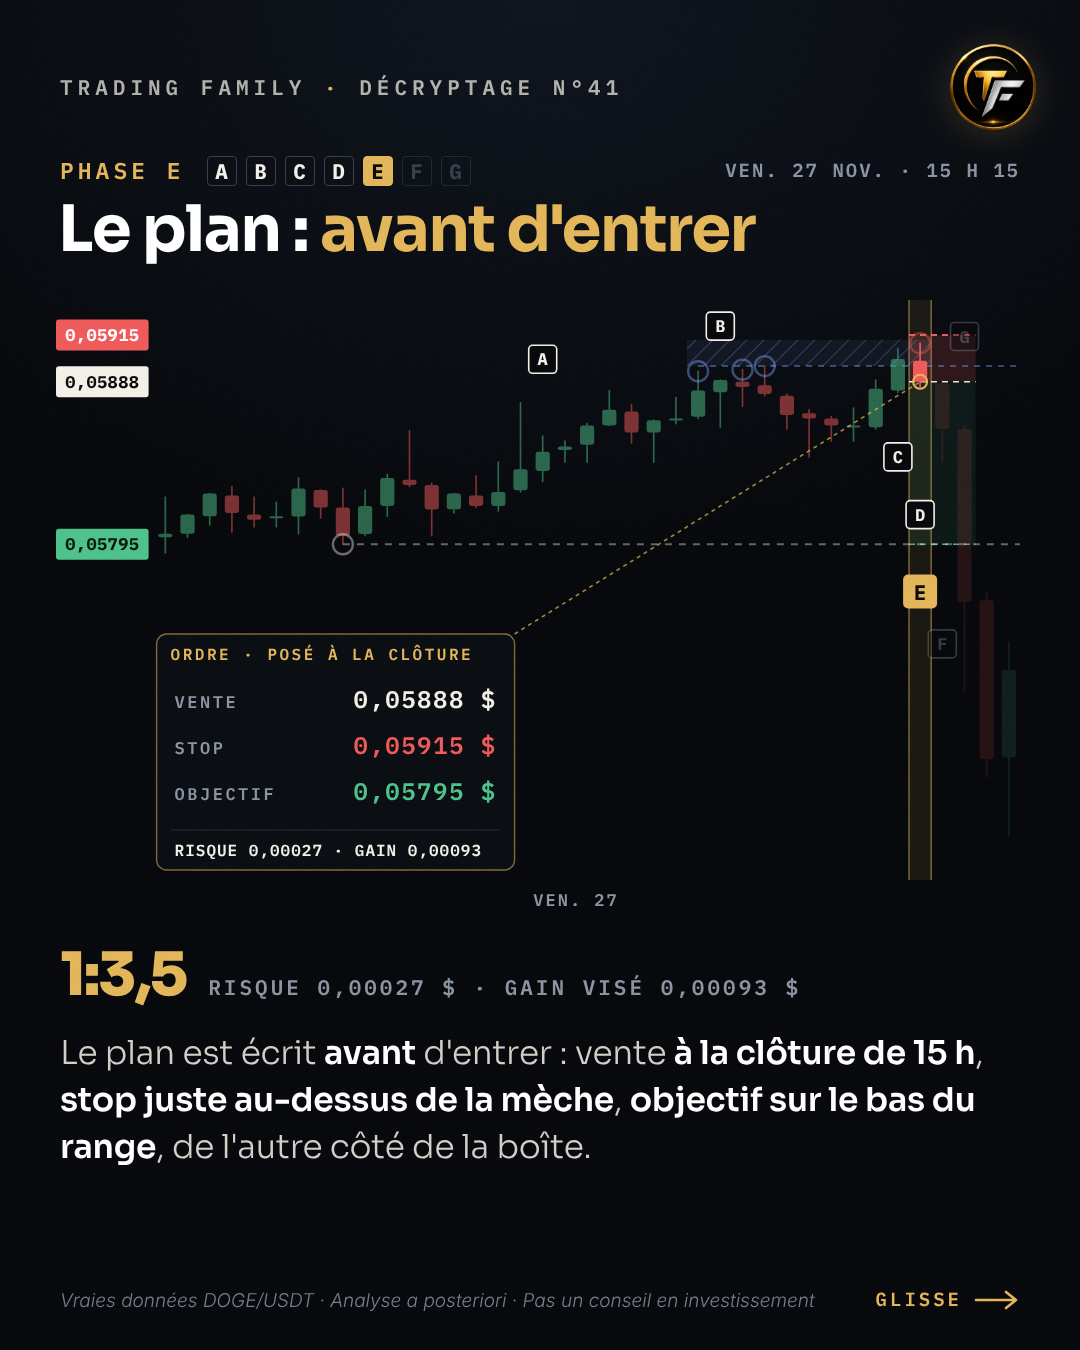 TRADING FAMILY · DÉCRYPTAGE N°41
TF
PHASE E A B C D E F G
VEN. 27 NOV. · 15 H 15
Le plan : avant d'entrer
0,05915
0,05888
0,05795
A
B
G
C
D
E
F
ORDRE · POSÉ À LA CLÔTURE
VENTE 0,05888 $
STOP 0,05915 $
OBJECTIF 0,05795 $
RISQUE 0,00027 · GAIN 0,00093
VEN. 27
1:3,5 RISQUE 0,00027 $ · GAIN VISÉ 0,00093 $
Le plan est écrit avant d'entrer : vente à la clôture de 15 h,
stop juste au-dessus de la mèche, objectif sur le bas du
range, de l'autre côté de la boîte.
Vraies données DOGE/USDT · Analyse a posteriori · Pas un conseil en investissement
GLISSE